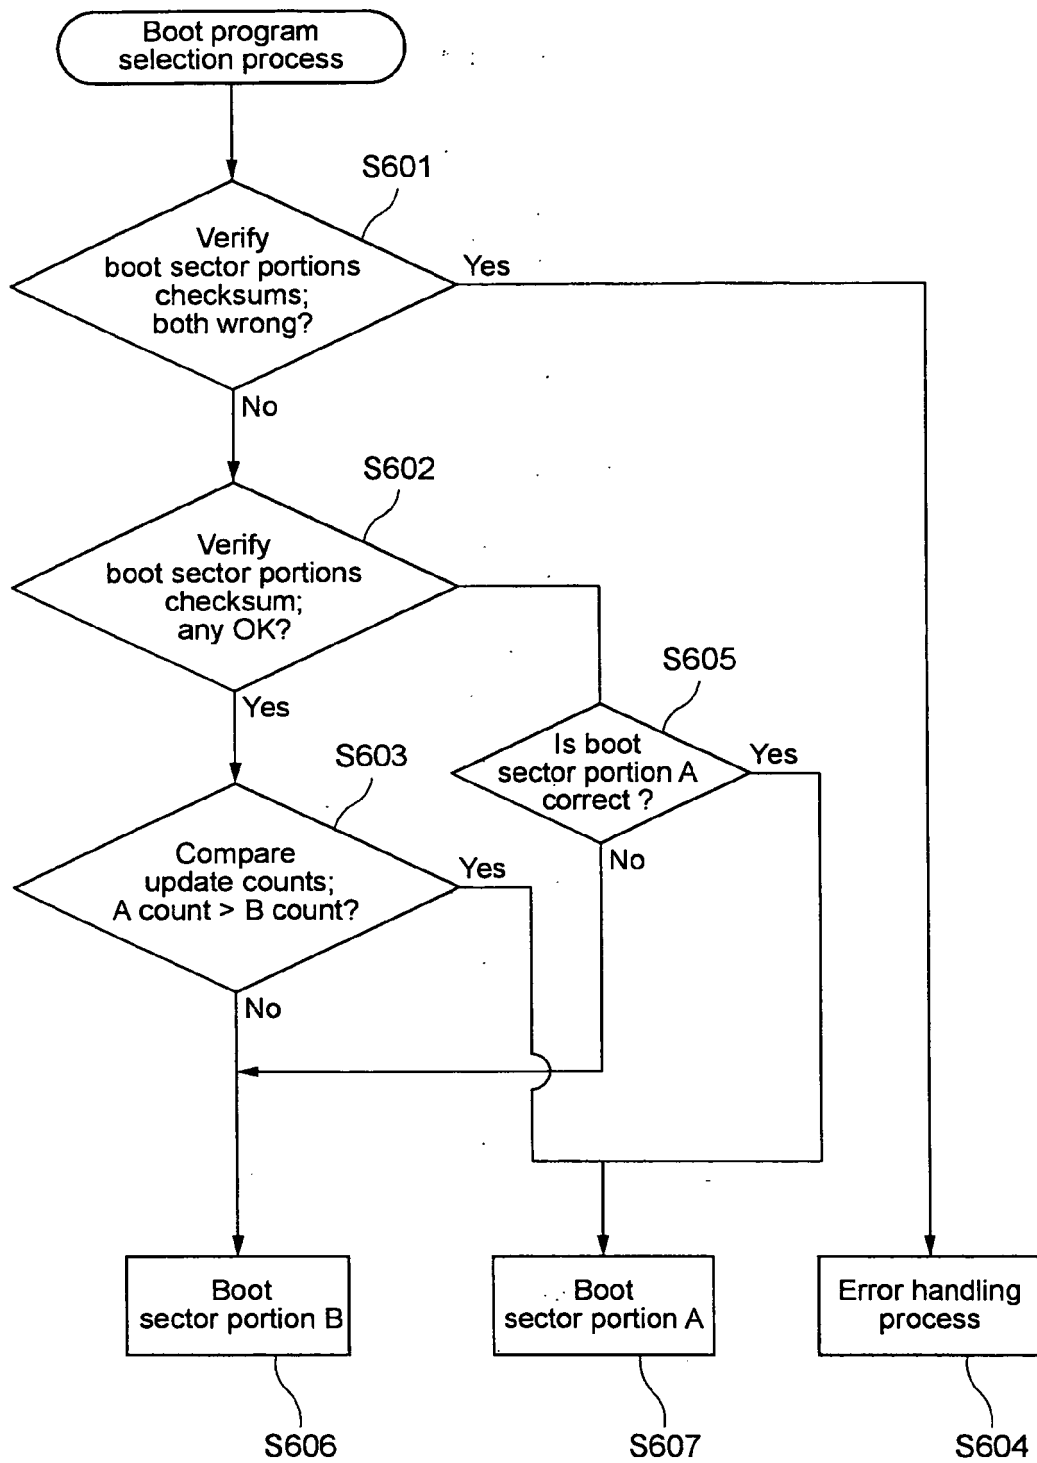 Boot program
selection process
S601
Verify
boot sector portions
checksums;
both wrong?
Yes
No
S602
Verify
boot sector portions
checksum;
any OK?
Yes
S605
Is boot
sector portion A
correct ?
Yes
No
S603
Compare
update counts;
A count > B count?
Yes
No
Boot
sector portion B
Boot
sector portion A
Error handling
process
S606
S607
S604